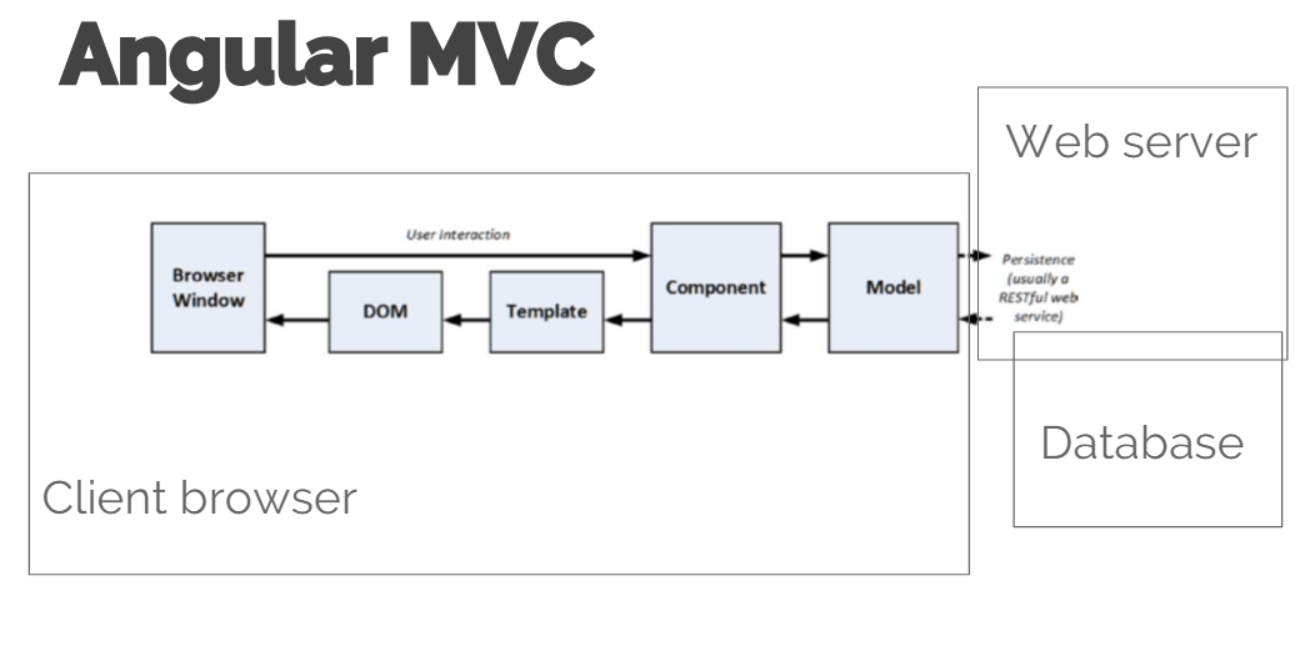 Angular MVC
Web server
User Interaction
Browser
Window
DOM
Template
Component
Model
Persistence
(usually a
RESTful web
service)
Database
Client browser